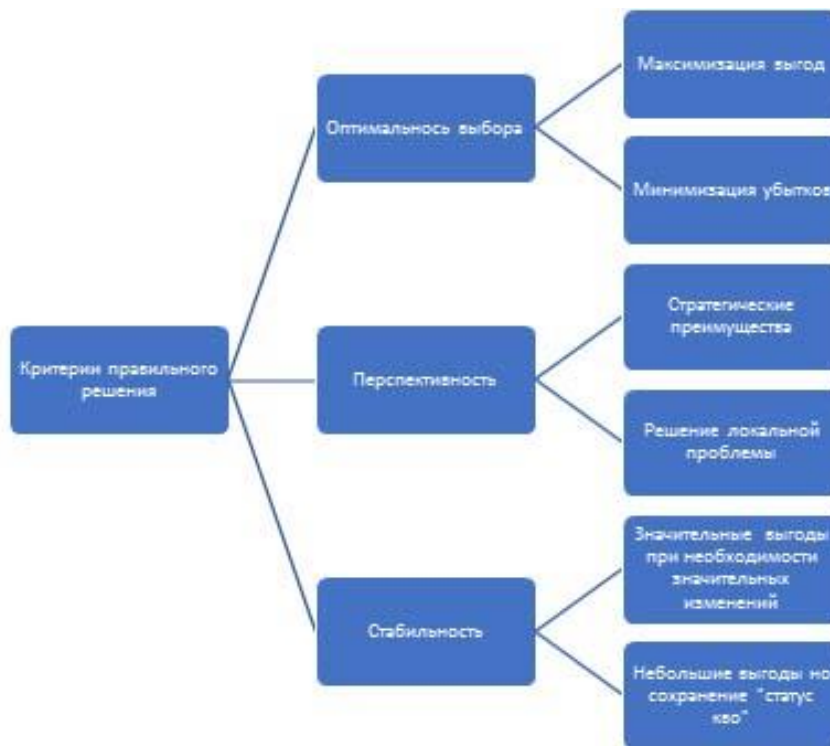 Критерии правильного
решения
Оптимальнось выбора
Максимизация выгод
Минимизация убытков
Перспективность
Стратегические
преимущества
Решение локальной
проблемы
Стабильность
Значительные выгоды
при необходимости
значительных
изменений
Небольшие выгоды но
сохранение "статус
кво"